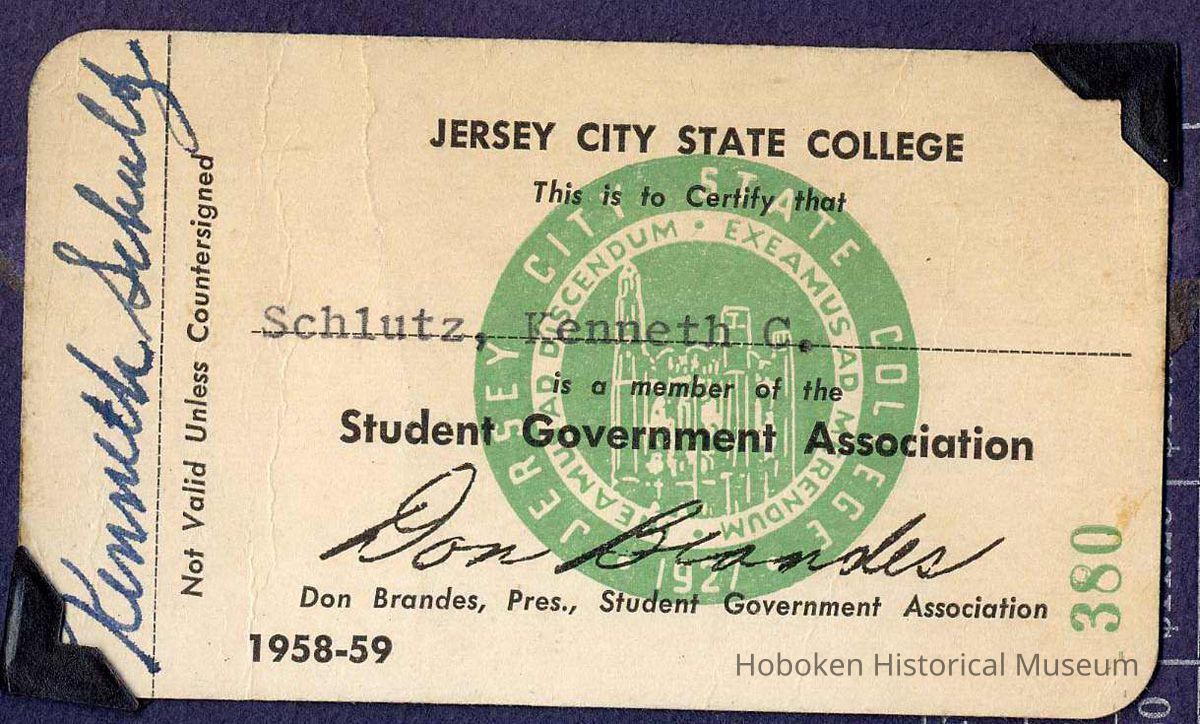 Kenneth Schultz
Not Valid Unless Countersigned
JERSEY CITY STATE COLLEGE
This is to Certify that
Schlutz, Kenneth C.
is a member of the
Student Government Association
Don Brandes
Don Brandes, Pres., Student Government Association
1958-59
380
JERSEY CITY STATE COLLEGE
EAMUS AD DISCENDUM • EXEAMUS AD MERENDUM •
1927
Hoboken Historical Museum